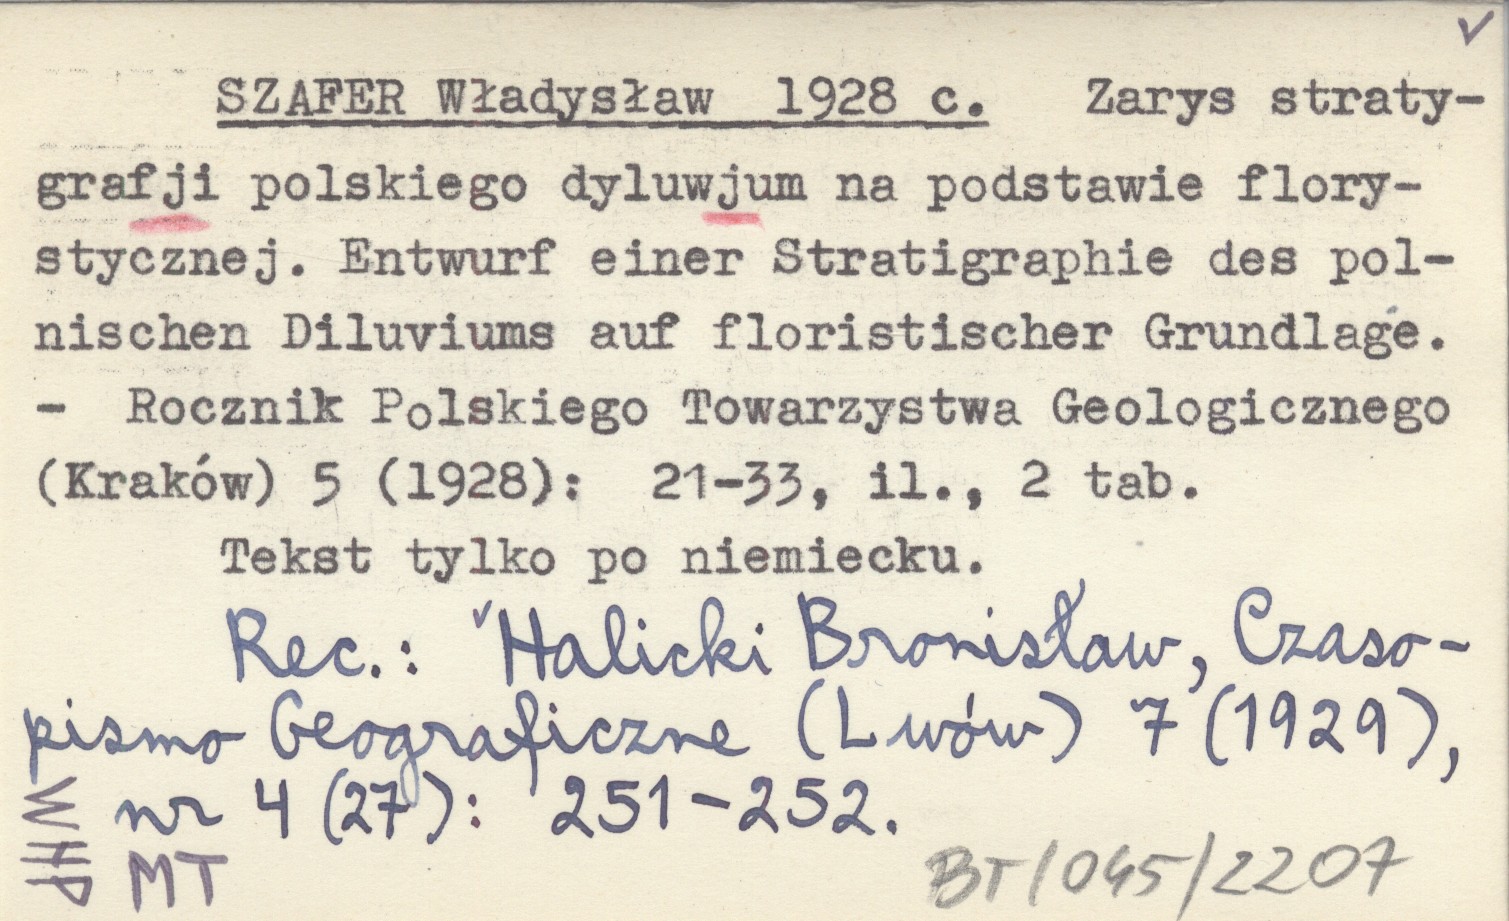 SZAFER Władysław 1928 c. Zarys straty-
grafji polskiego dyluwjum na podstawie flory-
stycznej. Entwurf einer Stratigraphie des pol-
nischen Diluviums auf floristischer Grundlage.
- Rocznik Polskiego Towarzystwa Geologicznego
(Kraków) 5 (1928): 21-33, il., 2 tab.
Tekst tylko po niemiecku.
Rec.: Halicki Bronisław, Czaso-
pismo Geograficzne (Lwów) 7 (1929),
nr 4 (27): 251-252.
WHP
MT
BT/045/2207